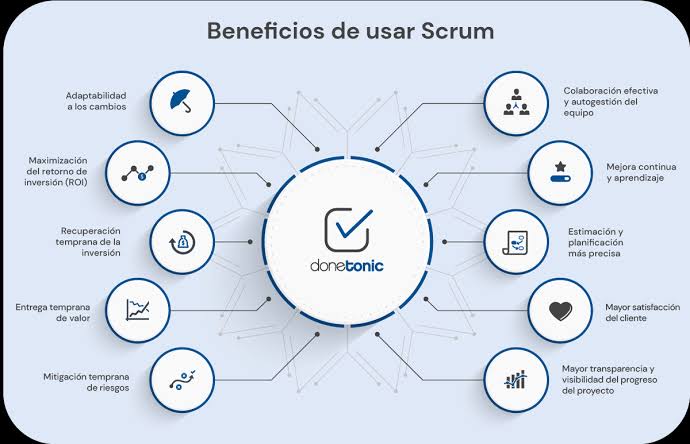 Beneficios de usar Scrum
Adaptabilidad
a los cambios
Maximización
del retorno de
inversión (ROI)
Recuperación
temprana de la
inversión
Entrega temprana
de valor
Mitigación temprana
de riesgos
donetonic
Colaboración efectiva
y autogestión del
equipo
Mejora continua
y aprendizaje
Estimación y
planificación
más precisa
Mayor satisfacción
del cliente
Mayor transparencia y
visibilidad del progreso
del proyecto